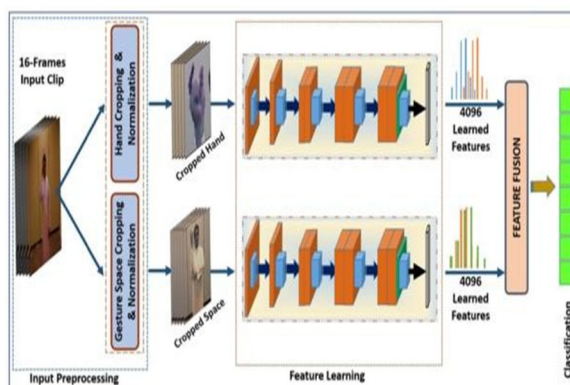 16-Frames
Input Clip
Hand Cropping &
Normalization
Gesture Space Cropping
& Normalization
Cropped Hand
Cropped Space
4096
Learned
Features
4096
Learned
Features
FEATURE FUSION
Classification
Input Preprocessing
Feature Learning